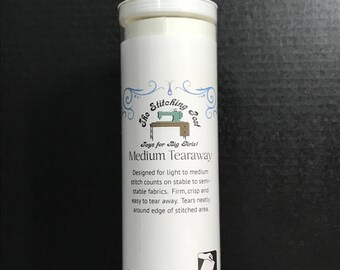 The Stitching Post
Toys for Big Girls!
Medium Tearaway
Designed for light to medium
stitch counts on stable to semi-
stable fabrics. Firm, crisp and
easy to tear away. Tears neatly
around edge of stitched area.